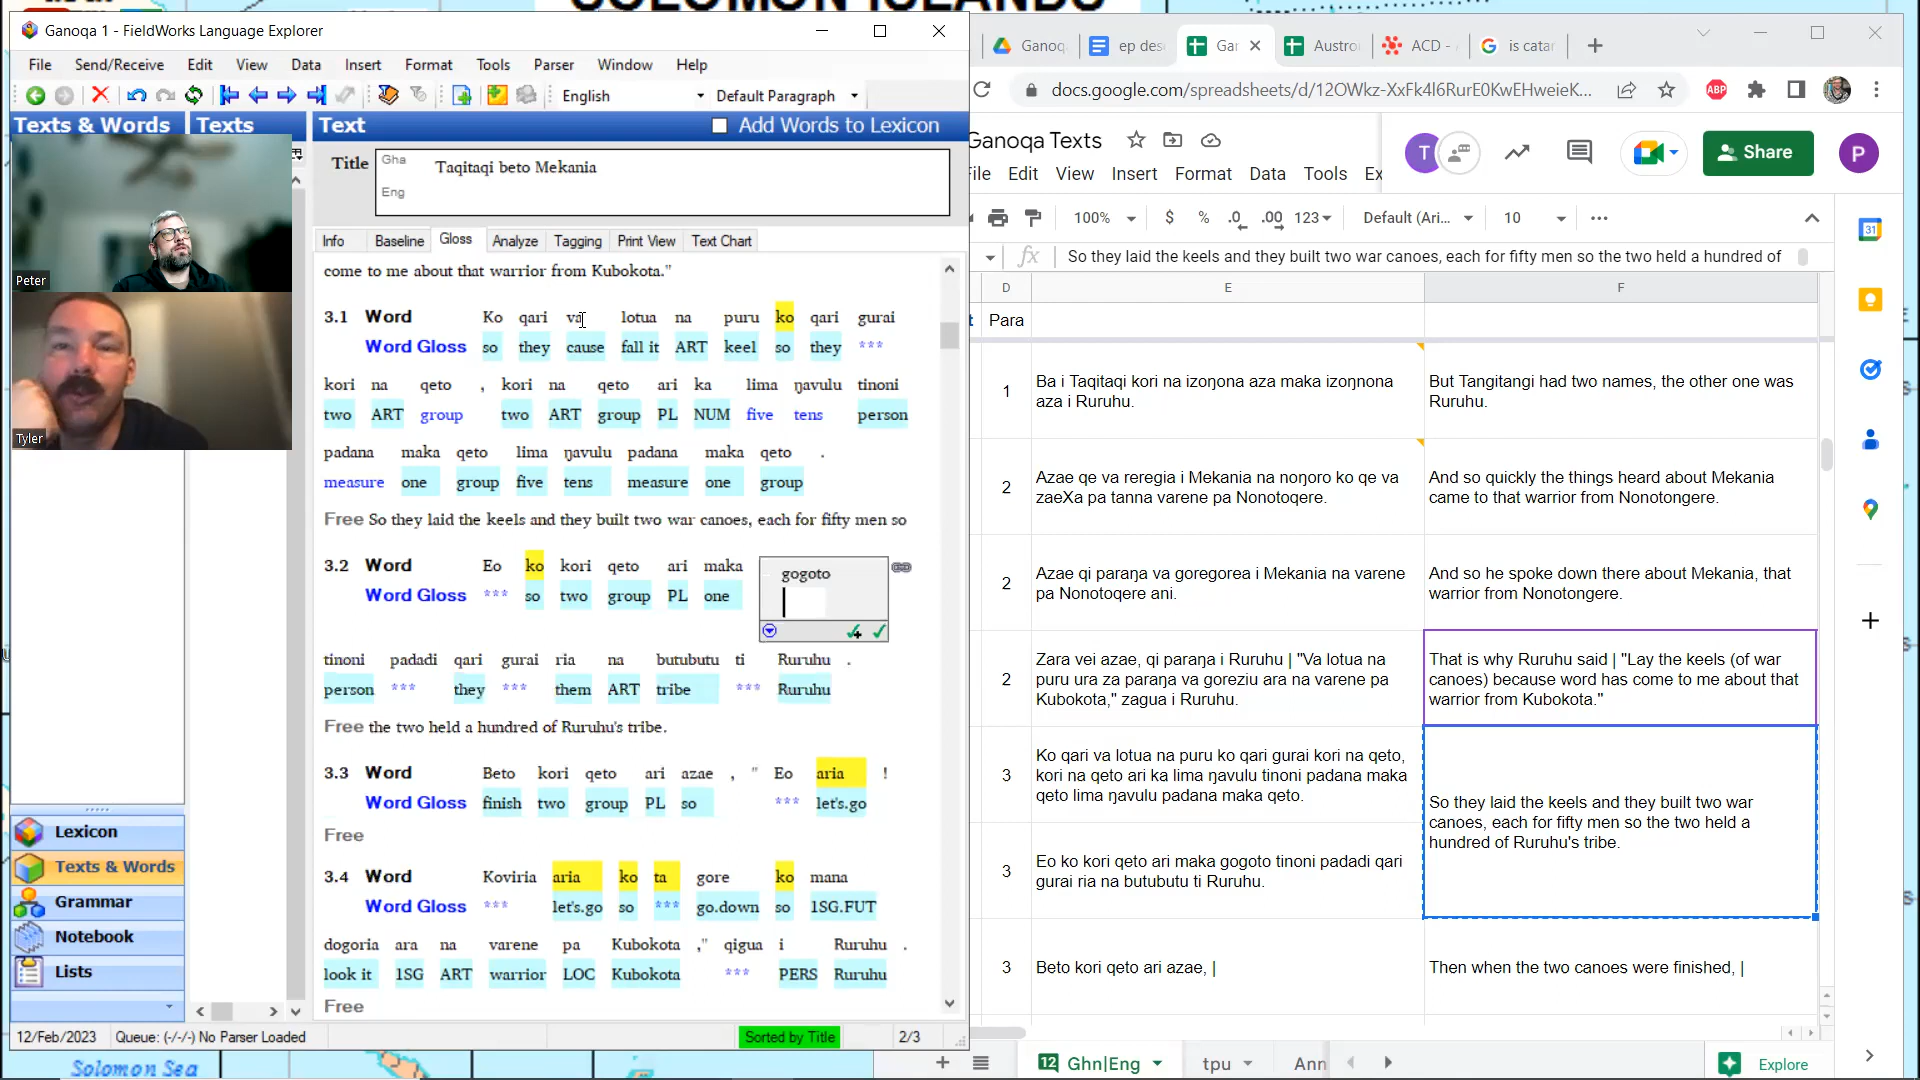 SOLOMON ISLANDS
Ganoqa 1 - FieldWorks Language Explorer
File Send/Receive Edit View Data Insert Format Tools Parser Window Help
English Default Paragraph
Texts & Words Texts Text Add Words to Lexicon
Title Gha Taqitaqi beto Mekania
Eng
Info Baseline Gloss Analyze Tagging Print View Text Chart
come to me about that warrior from Kubokota."
3.1 Word Ko qari va lotua na puru ko qari gurai
Word Gloss so they cause fall it ART keel so they ***
kori na qeto , kori na qeto ari ka lima ŋavulu tinoni
two ART group two ART group PL NUM five tens person
padana maka qeto lima ŋavulu padana maka qeto .
measure one group five tens measure one group
Free So they laid the keels and they built two war canoes, each for fifty men so
3.2 Word Eo ko kori qeto ari maka gogoto
Word Gloss *** so two group PL one
tinoni padadi qari gurai ria na butubutu ti Ruruhu .
person *** they *** them ART tribe *** Ruruhu
Free the two held a hundred of Ruruhu's tribe.
3.3 Word Beto kori qeto ari azae , " Eo aria !
Word Gloss finish two group PL so *** let's.go
Free
3.4 Word Koviria aria ko ta gore ko mana
Word Gloss *** let's.go so *** go.down so 1SG.FUT
dogoria ara na varene pa Kubokota ," qigua i Ruruhu .
look it 1SG ART warrior LOC Kubokota *** PERS Ruruhu
Free
Peter
Tyler
Lexicon
Texts & Words
Grammar
Notebook
Lists
12/Feb/2023 Queue: (-/-/-) No Parser Loaded Sorted by Title 2/3
Solomon Sea
Ganoq ep des Gar Austro ACD - is catar
docs.google.com/spreadsheets/d/12OWkz-XxFk4l6RurE0KwEHweieK...
ABP
Ganoqa Texts
T Share P
File Edit View Insert Format Data Tools Ex
100% $ % .0 .00 123 Default (Ari... 10
fx So they laid the keels and they built two war canoes, each for fifty men so the two held a hundred of
D E F
t Para
1 Ba i Taqitaqi kori na izoŋona aza maka izoŋnona
aza i Ruruhu.
But Tangitangi had two names, the other one was
Ruruhu.
2 Azae qe va reregia i Mekania na noŋoro ko qe va
zaeXa pa tanna varene pa Nonotoqere.
And so quickly the things heard about Mekania
came to that warrior from Nonotongere.
2 Azae qi paraŋa va goregorea i Mekania na varene
pa Nonotoqere ani.
And so he spoke down there about Mekania, that
warrior from Nonotongere.
2 Zara vei azae, qi paraŋa i Ruruhu | "Va lotua na
puru ura za paraŋa va goreziu ara na varene pa
Kubokota," zagua i Ruruhu.
That is why Ruruhu said | "Lay the keels (of war
canoes) because word has come to me about that
warrior from Kubokota."
3 Ko qari va lotua na puru ko qari gurai kori na qeto,
kori na qeto ari ka lima ŋavulu tinoni padana maka
qeto lima ŋavulu padana maka qeto.
So they laid the keels and they built two war
canoes, each for fifty men so the two held a
hundred of Ruruhu's tribe.
3 Eo ko kori qeto ari maka gogoto tinoni padadi qari
gurai ria na butubutu ti Ruruhu.
3 Beto kori qeto ari azae, |
Then when the two canoes were finished, |
12 Ghn|Eng tpu Ann Explore
31